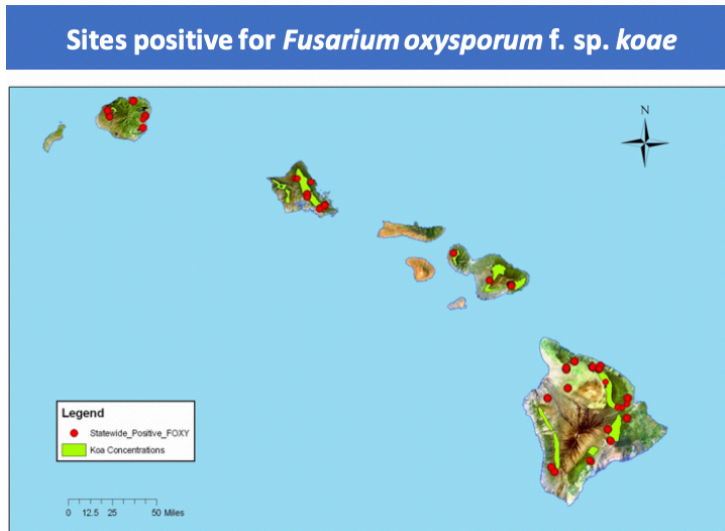 Sites positive for Fusarium oxysporum f. sp. koae
N
Legend
Statewide_Positive_FOXY
Koa Concentrations
0 12.5 25 50 Miles